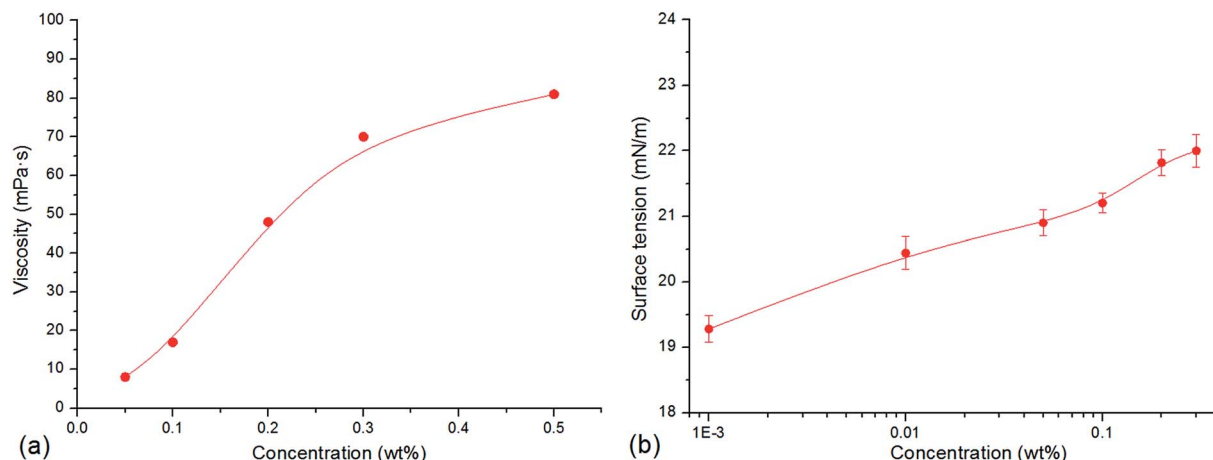 100
90
80
70
60
50
40
30
20
10
0
Viscosity (mPa·s)
0.0 0.1 0.2 0.3 0.4 0.5
(a)
Concentration (wt%)
24
23
22
21
20
19
18
Surface tension (mN/m)
1E-3 0.01 0.1
(b)
Concentration (wt%)